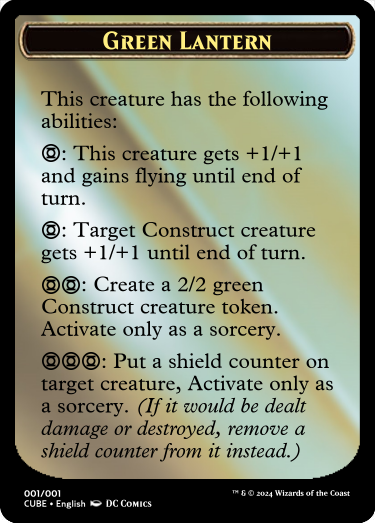 Green Lantern
This creature has the following
abilities:
: This creature gets +1/+1
and gains flying until end of
turn.
: Target Construct creature
gets +1/+1 until end of turn.
: Create a 2/2 green
Construct creature token.
Activate only as a sorcery.
: Put a shield counter on
target creature, Activate only as
a sorcery. (If it would be dealt
damage or destroyed, remove a
shield counter from it instead.)
001/001
CUBE • English DC Comics
™ & © 2024 Wizards of the Coast